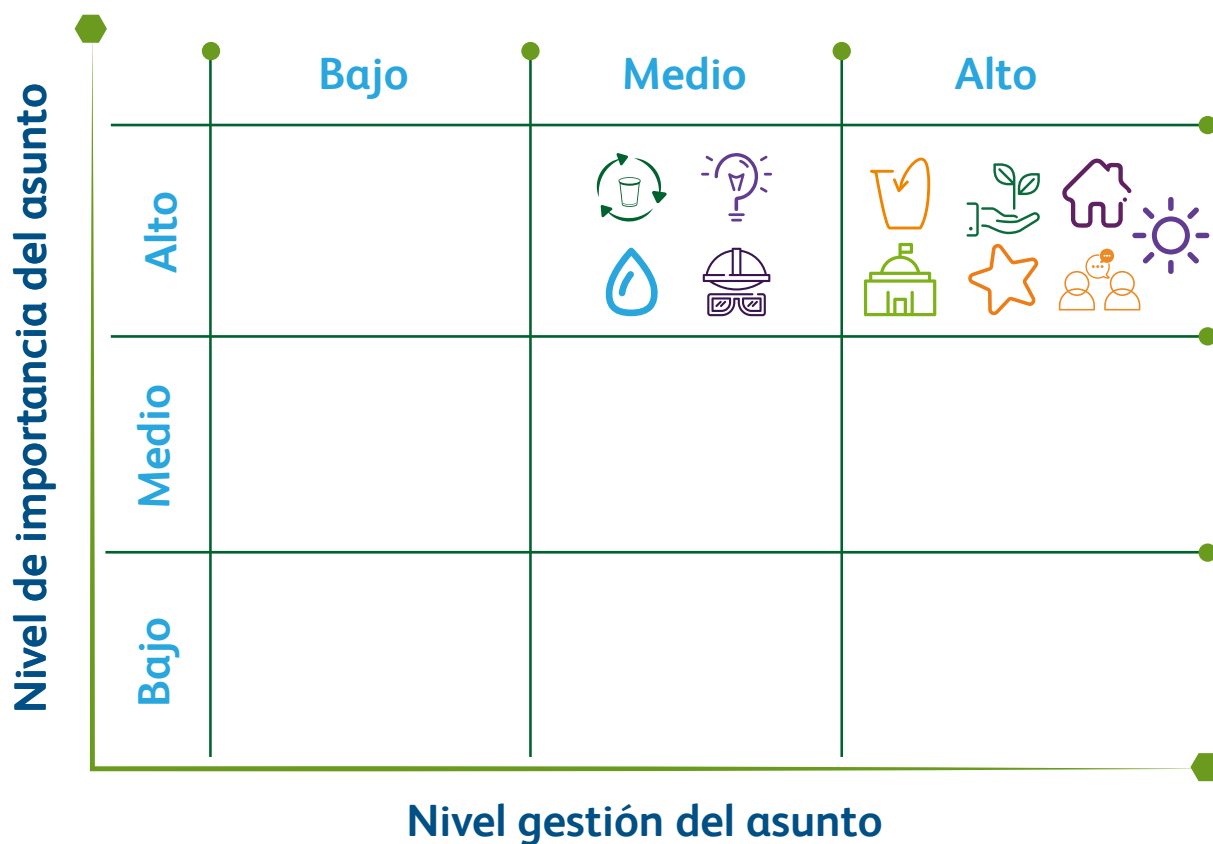 Nivel de importancia del asunto
Bajo
Medio
Alto
Alto
Medio
Bajo
Nivel gestión del asunto